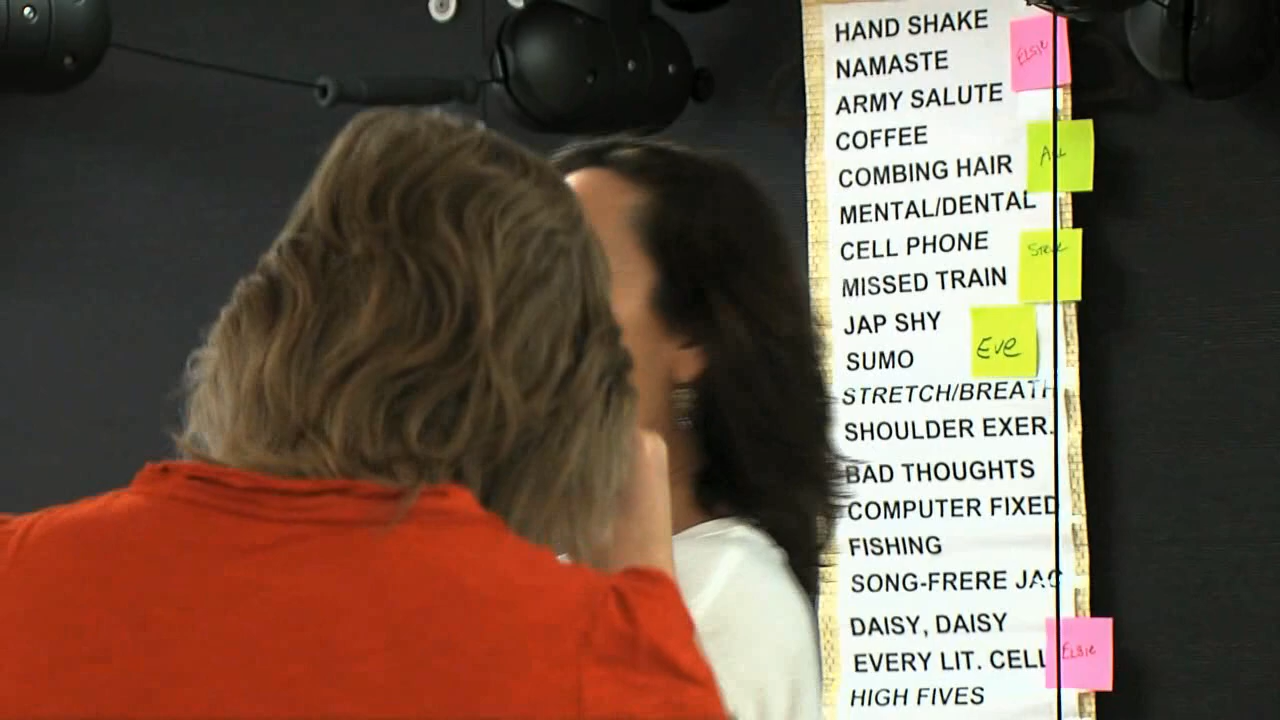 HAND SHAKE
Elsie
NAMASTE
ARMY SALUTE
COFFEE
All
COMBING HAIR
MENTAL/DENTAL
CELL PHONE
Steve
MISSED TRAIN
JAP SHY
Eve
SUMO
STRETCH/BREATH
SHOULDER EXER.
BAD THOUGHTS
COMPUTER FIXED
FISHING
SONG-FRERE JAC
DAISY, DAISY
EVERY LIT. CELL
Elsie
HIGH FIVES